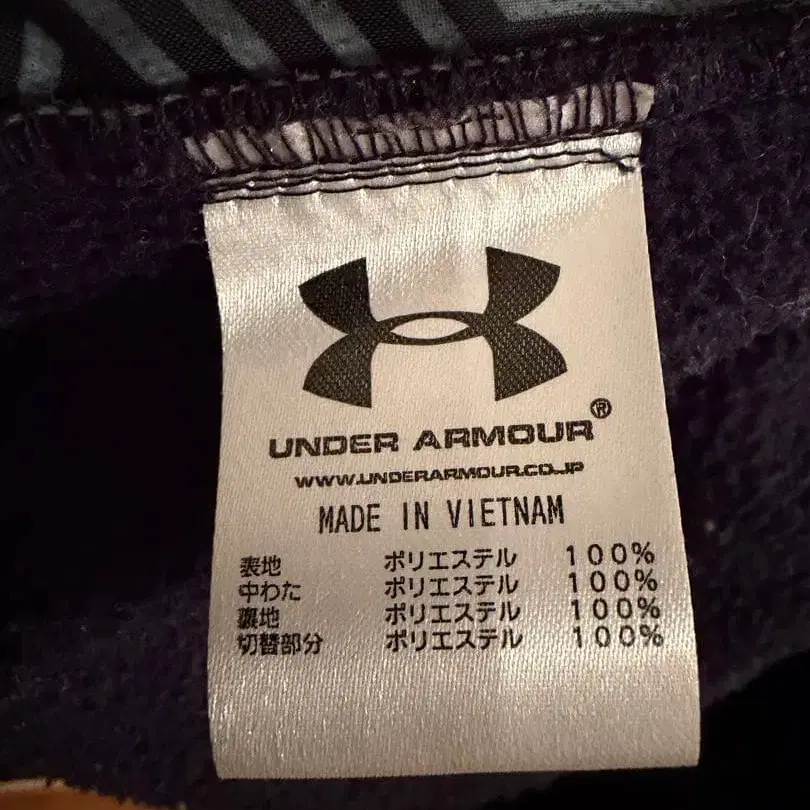 UNDER ARMOUR®
WWW.UNDERARMOUR.CO.JP
MADE IN VIETNAM
表地 ポリエステル 100%
中わた ポリエステル 100%
裏地 ポリエステル 100%
切替部分 ポリエステル 100%